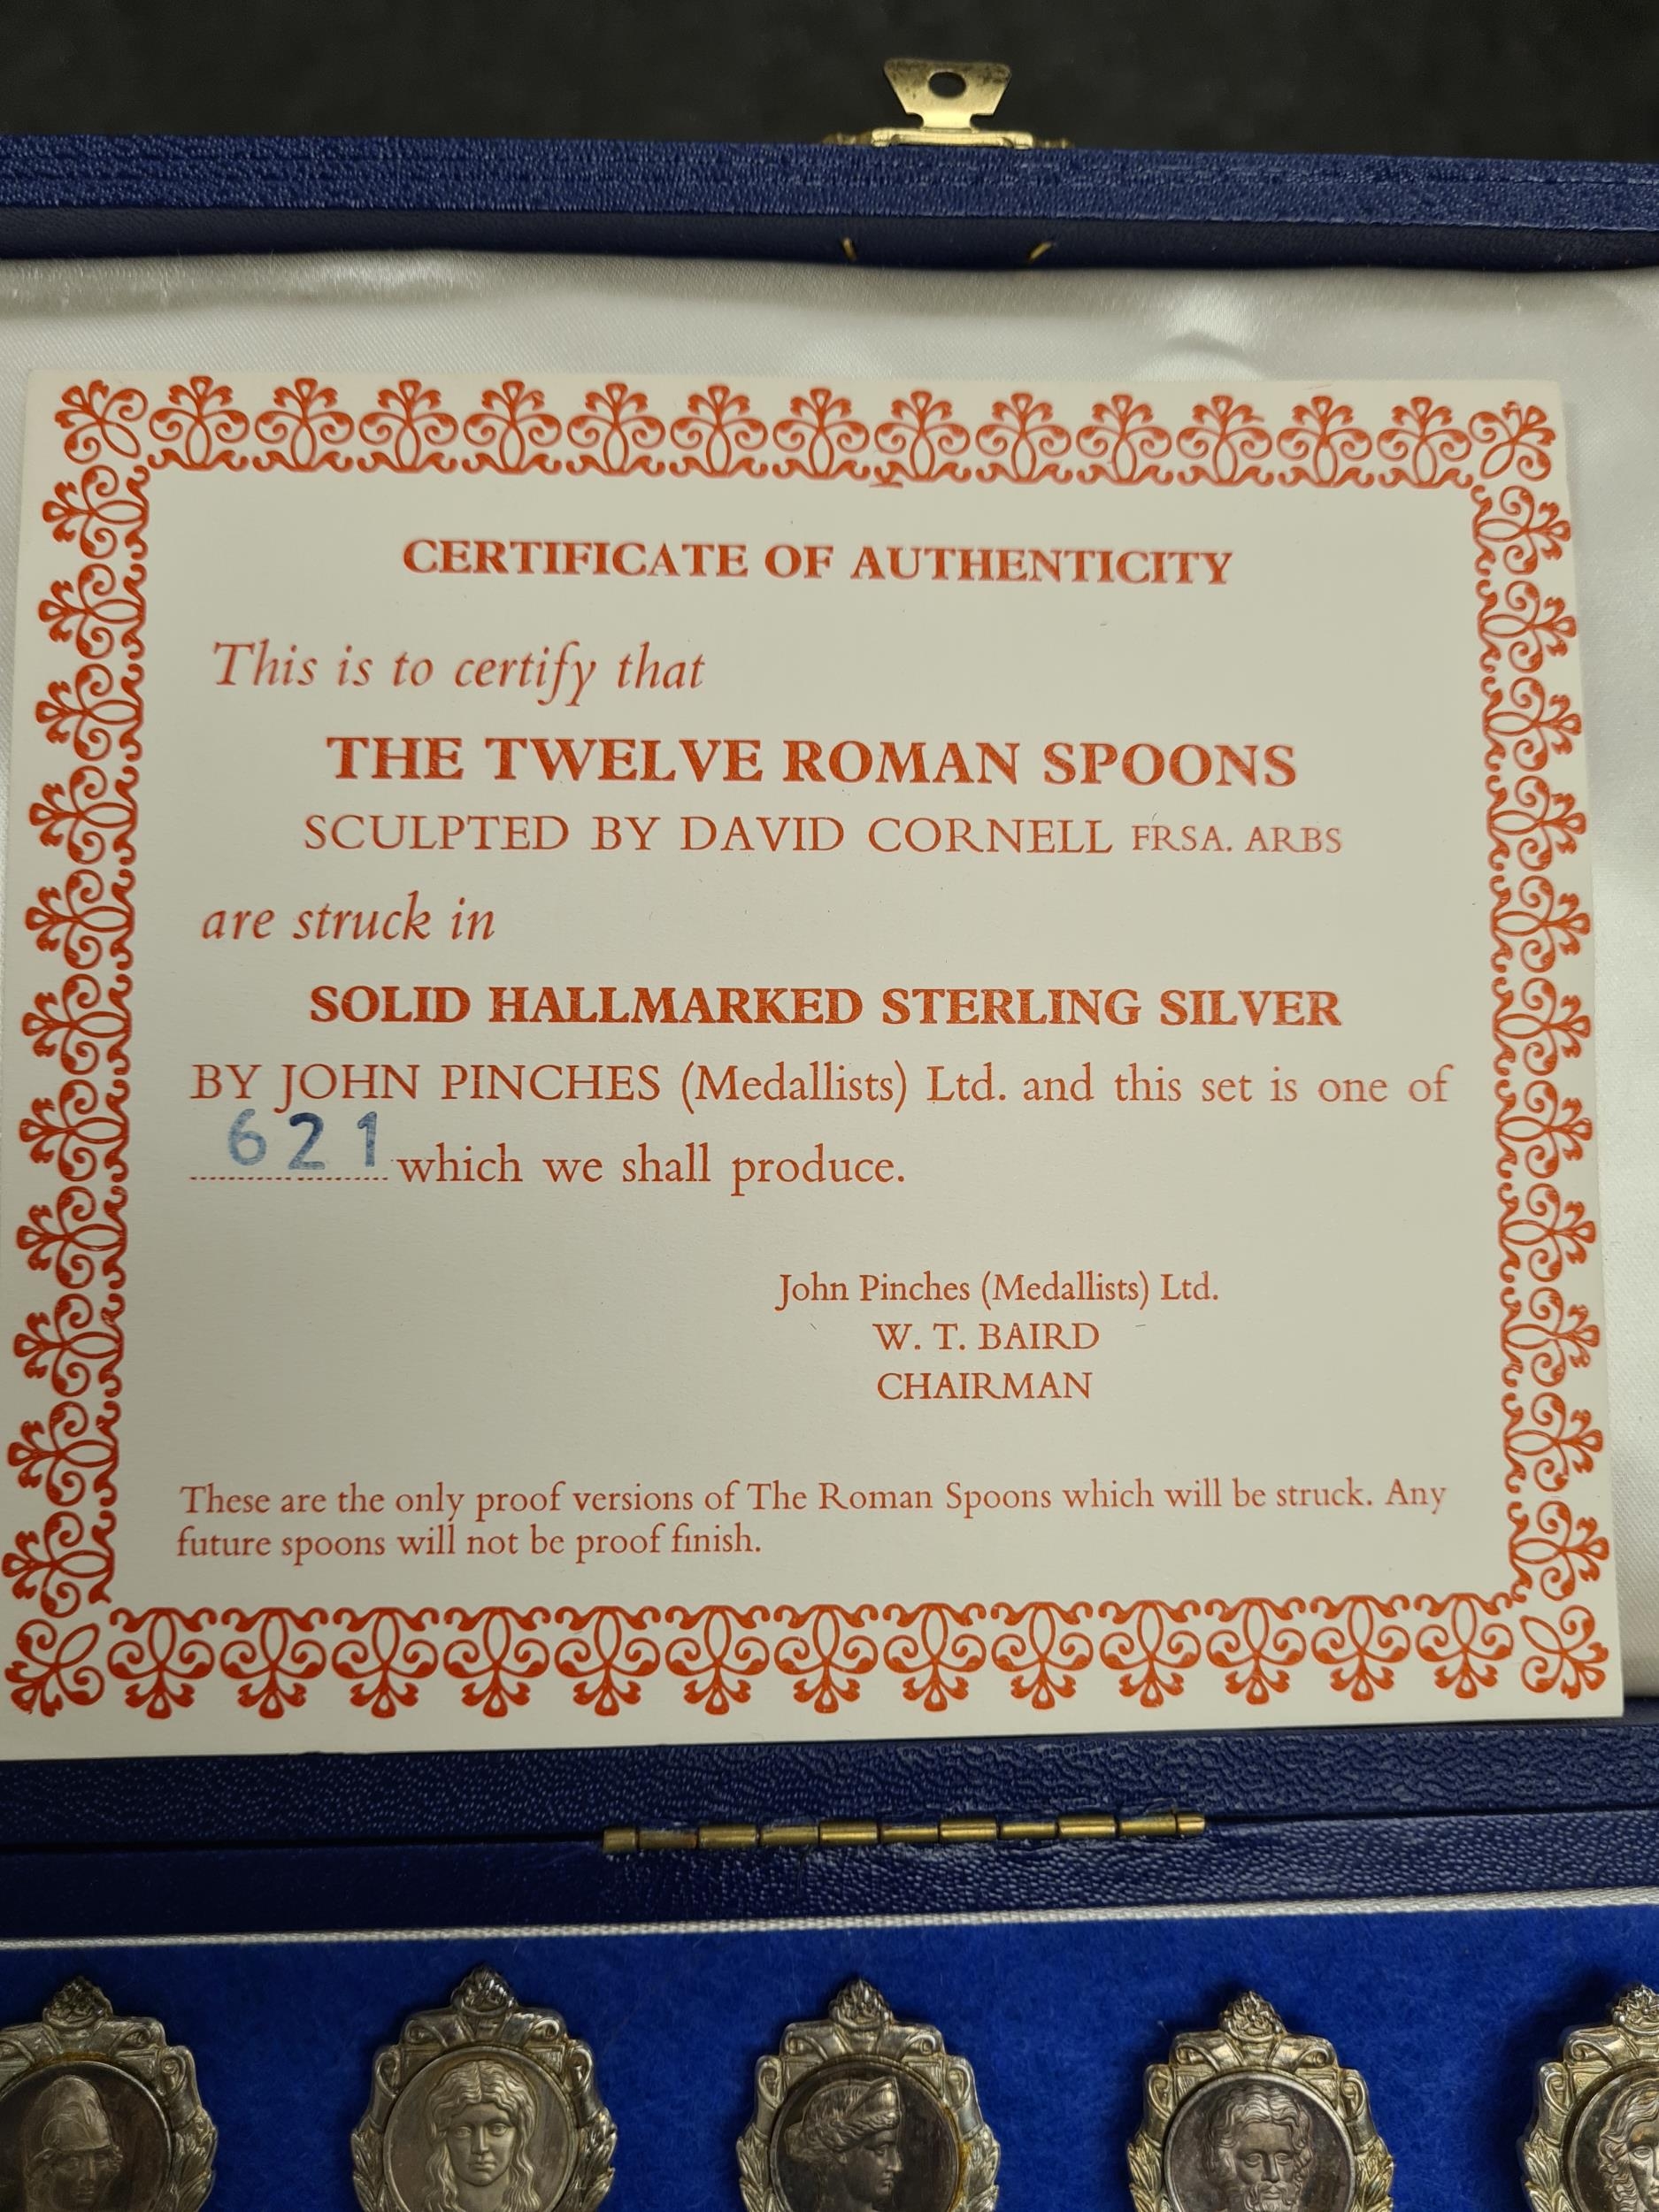 CERTIFICATE OF AUTHENTICITY
This is to certify that
THE TWELVE ROMAN SPOONS
SCULPTED BY DAVID CORNELL FRSA. ARBS
are struck in
SOLID HALLMARKED STERLING SILVER
BY JOHN PINCHES (Medallists) Ltd. and this set is one of
621 which we shall produce.
John Pinches (Medallists) Ltd.
W. T. BAIRD
CHAIRMAN
These are the only proof versions of The Roman Spoons which will be struck. Any
future spoons will not be proof finish.